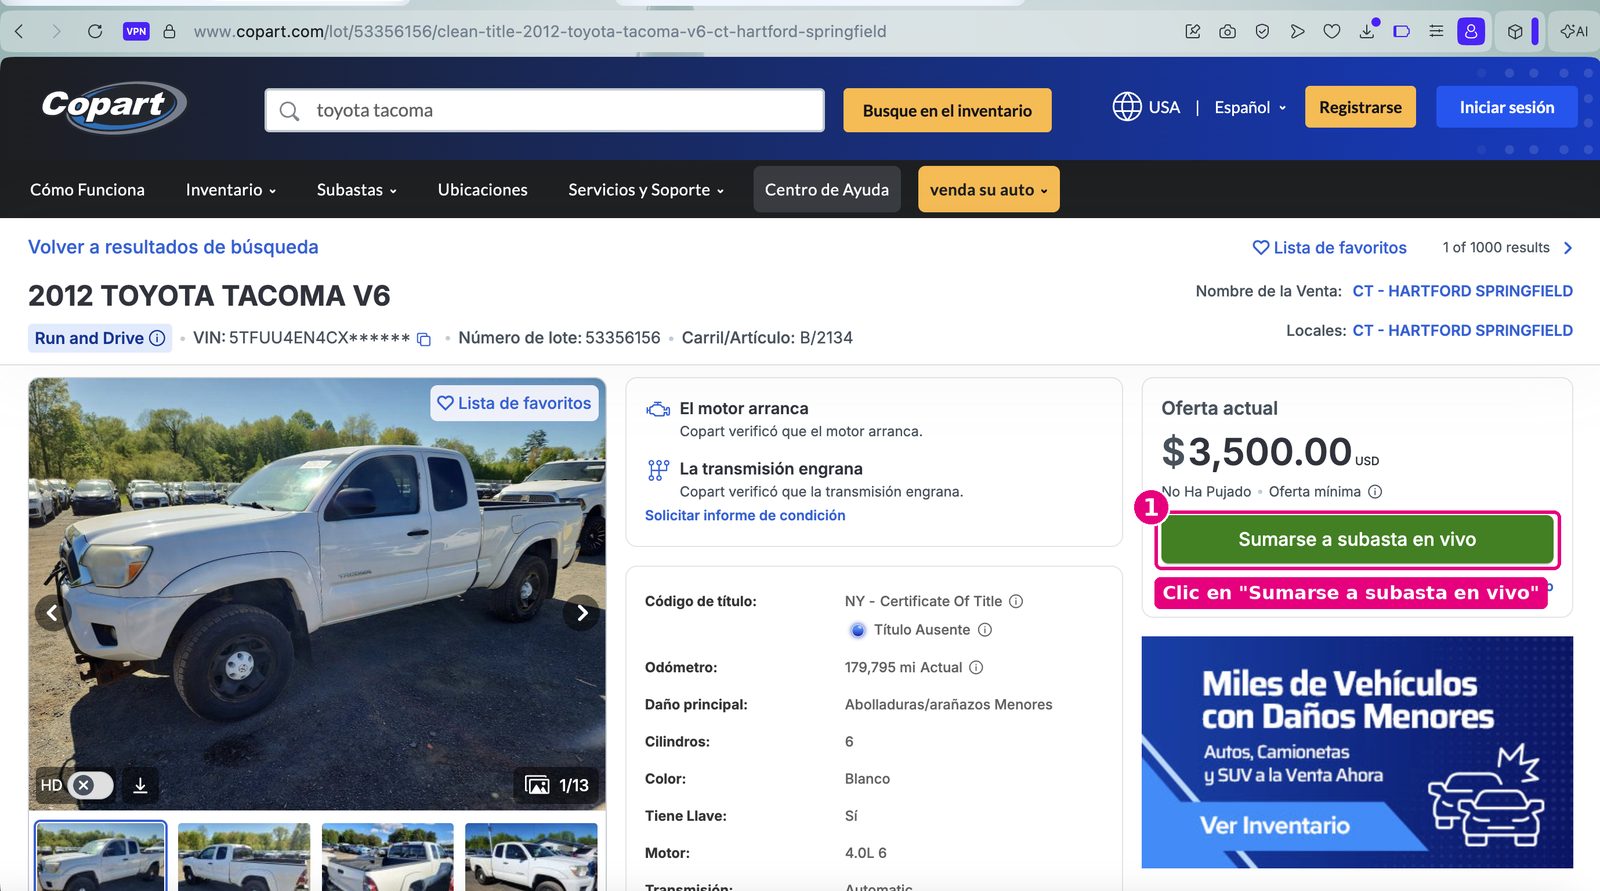 VPN
www.copart.com/lot/53356156/clean-title-2012-toyota-tacoma-v6-ct-hartford-springfield
AI
Copart
toyota tacoma
Busque en el inventario
USA | Español
Registrarse
Iniciar sesión
Cómo Funciona
Inventario
Subastas
Ubicaciones
Servicios y Soporte
Centro de Ayuda
venda su auto
Volver a resultados de búsqueda
Lista de favoritos
1 of 1000 results
2012 TOYOTA TACOMA V6
Nombre de la Venta: CT - HARTFORD SPRINGFIELD
Run and Drive
VIN: 5TFUU4EN4CX******
Número de lote: 53356156
Carril/Artículo: B/2134
Locales: CT - HARTFORD SPRINGFIELD
Lista de favoritos
TACOMA
HD
1/13
El motor arranca
Copart verificó que el motor arranca.
La transmisión engrana
Copart verificó que la transmisión engrana.
Solicitar informe de condición
Código de título: NY - Certificate Of Title
Título Ausente
Odómetro: 179,795 mi Actual
Daño principal: Abolladuras/arañazos Menores
Cilindros: 6
Color: Blanco
Tiene Llave: Sí
Motor: 4.0L 6
Transmisión: Automatic
Oferta actual
$3,500.00 USD
No Ha Pujado • Oferta mínima
1
Sumarse a subasta en vivo
Clic en "Sumarse a subasta en vivo"
Miles de Vehículos
con Daños Menores
Autos, Camionetas
y SUV a la Venta Ahora
Ver Inventario